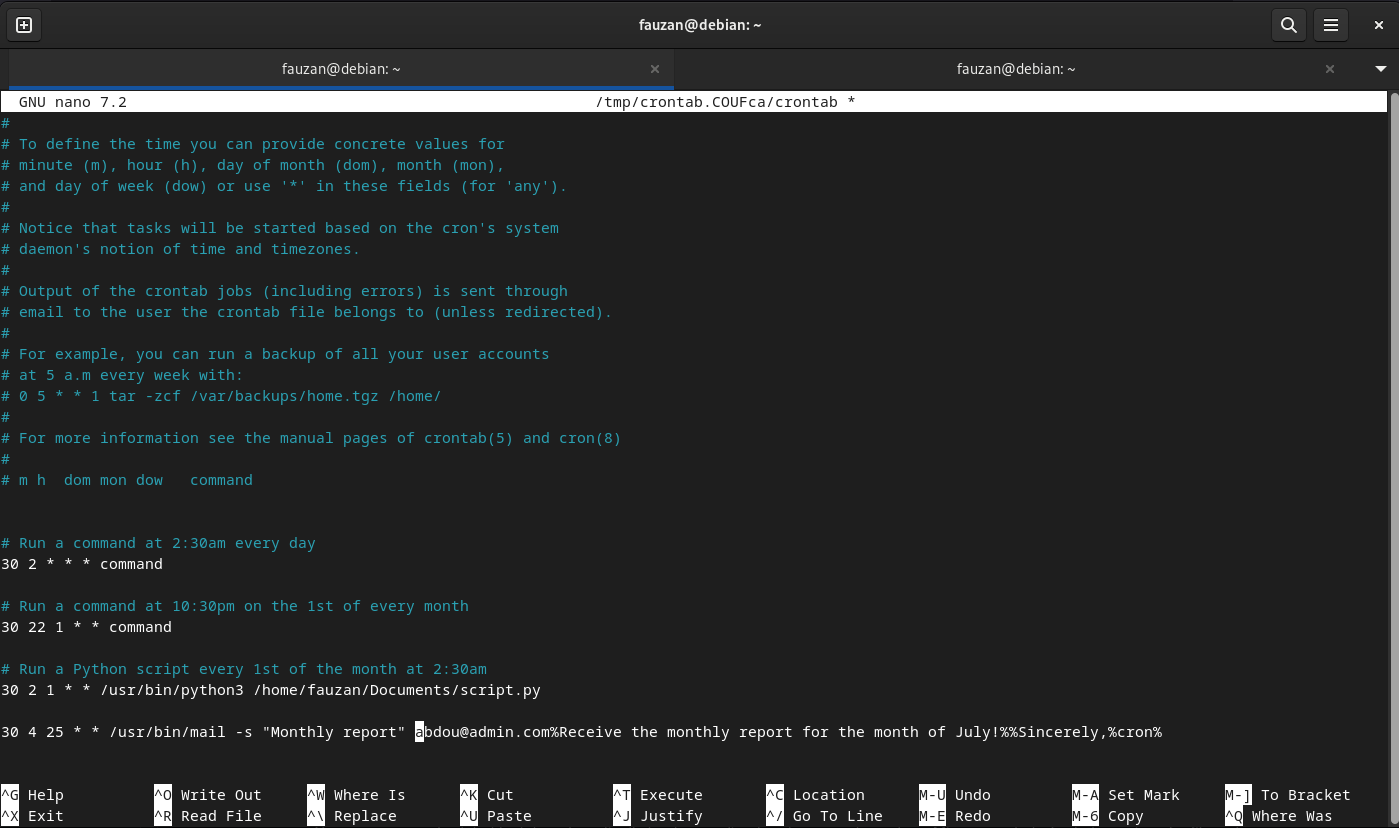 fauzan@debian: ~
fauzan@debian: ~
fauzan@debian: ~
GNU nano 7.2 /tmp/crontab.COUFca/crontab *
#
# To define the time you can provide concrete values for
# minute (m), hour (h), day of month (dom), month (mon),
# and day of week (dow) or use '*' in these fields (for 'any').
#
# Notice that tasks will be started based on the cron's system
# daemon's notion of time and timezones.
#
# Output of the crontab jobs (including errors) is sent through
# email to the user the crontab file belongs to (unless redirected).
#
# For example, you can run a backup of all your user accounts
# at 5 a.m every week with:
# 0 5 * * 1 tar -zcf /var/backups/home.tgz /home/
#
# For more information see the manual pages of crontab(5) and cron(8)
#
# m h  dom mon dow   command
# Run a command at 2:30am every day
30 2 * * * command
# Run a command at 10:30pm on the 1st of every month
30 22 1 * * command
# Run a Python script every 1st of the month at 2:30am
30 2 1 * * /usr/bin/python3 /home/fauzan/Documents/script.py
30 4 25 * * /usr/bin/mail -s "Monthly report" abdou@admin.com%Receive the monthly report for the month of July!%%Sincerely,%cron%
^G Help ^O Write Out ^W Where Is ^K Cut ^T Execute ^C Location M-U Undo M-A Set Mark M-] To Bracket
^X Exit ^R Read File ^\ Replace ^U Paste ^J Justify ^/ Go To Line M-E Redo M-6 Copy ^Q Where Was